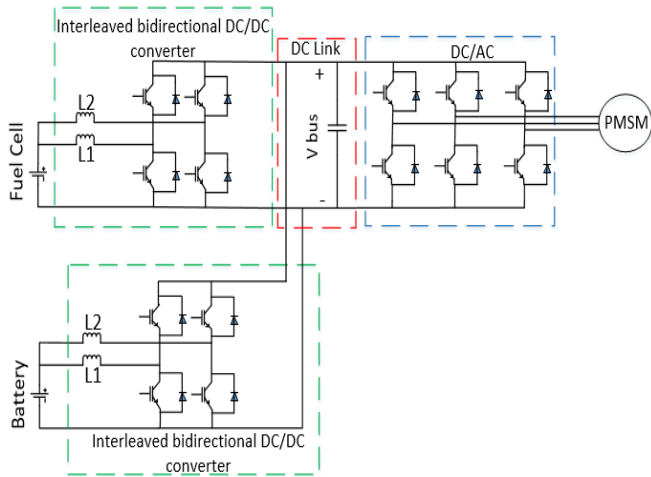 Interleaved bidirectional DC/DC
converter
DC Link
DC/AC
L2
L1
Fuel Cell
+
V bus
-
PMSM
L2
L1
Battery
Interleaved bidirectional DC/DC
converter